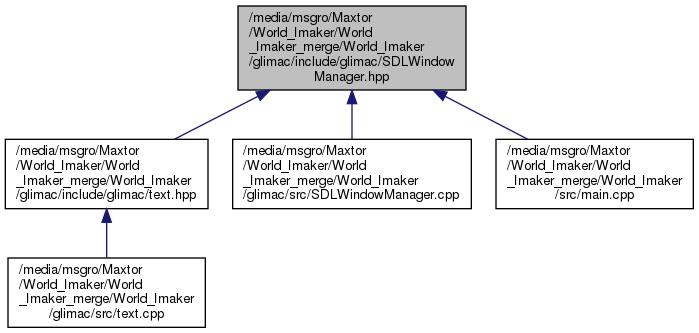 /media/msgro/Maxtor
/World_Imaker/World
_Imaker_merge/World_Imaker
/glimac/include/glimac/SDLWindow
Manager.hpp
/media/msgro/Maxtor
/World_Imaker/World
_Imaker_merge/World_Imaker
/glimac/include/glimac/text.hpp
/media/msgro/Maxtor
/World_Imaker/World
_Imaker_merge/World_Imaker
/glimac/src/SDLWindowManager.cpp
/media/msgro/Maxtor
/World_Imaker/World
_Imaker_merge/World_Imaker
/src/main.cpp
/media/msgro/Maxtor
/World_Imaker/World
_Imaker_merge/World_Imaker
/glimac/src/text.cpp